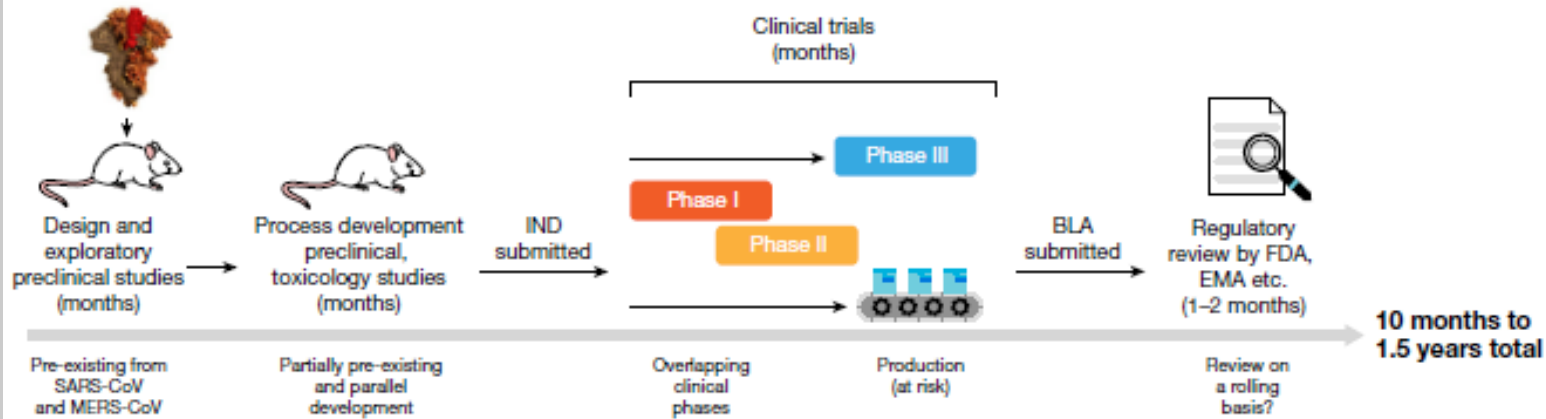 Clinical trials
(months)
Phase III
Phase I
Phase II
Design and
exploratory
preclinical studies
(months)
Process development
preclinical,
toxicology studies
(months)
IND
submitted
BLA
submitted
Regulatory
review by FDA,
EMA etc.
(1–2 months)
10 months to
1.5 years total
Pre-existing from
SARS-CoV
and MERS-CoV
Partially pre-existing
and parallel
development
Overlapping
clinical
phases
Production
(at risk)
Review on
a rolling
basis?